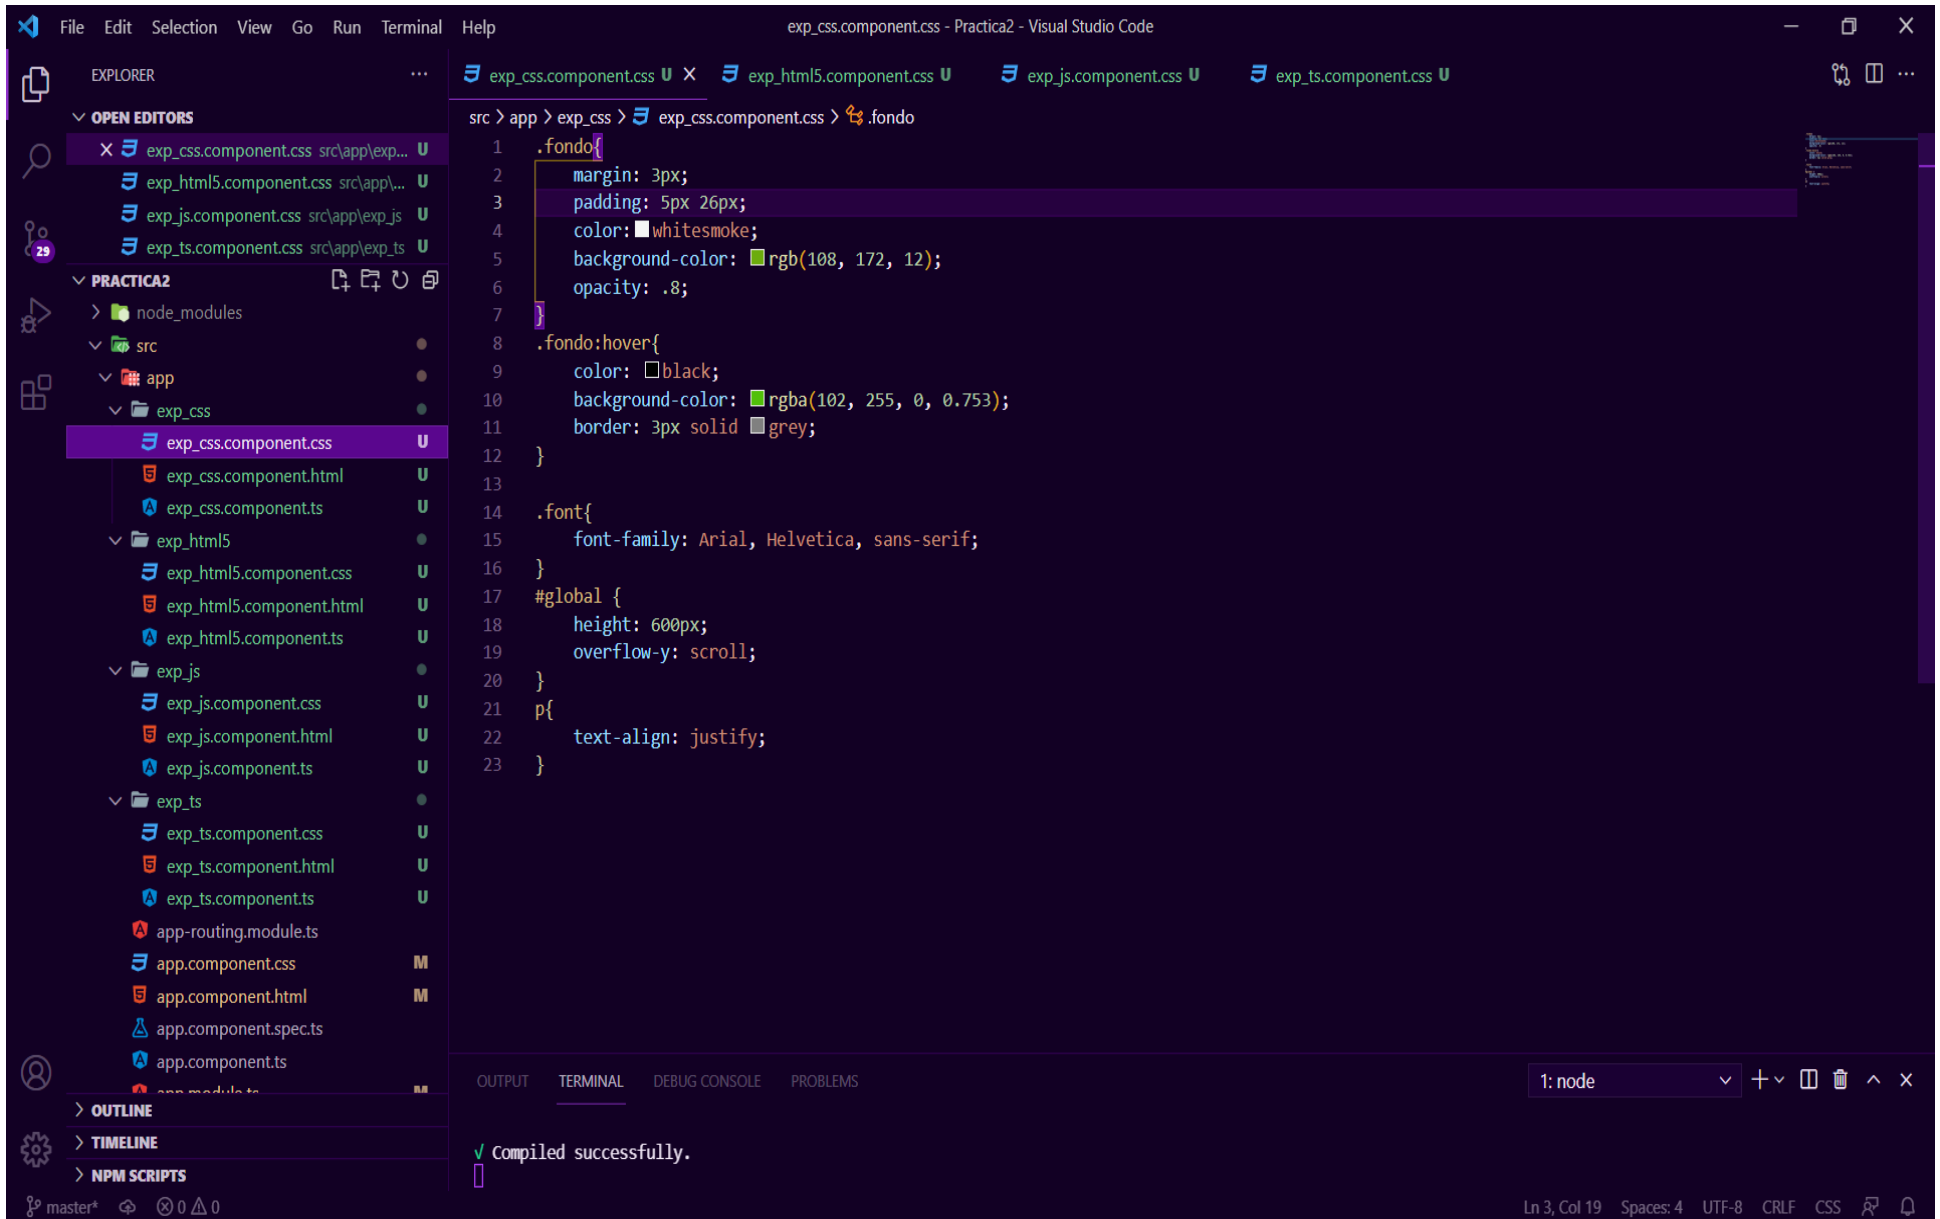 File Edit Selection View Go Run Terminal Help
exp_css.component.css - Practica2 - Visual Studio Code
EXPLORER
OPEN EDITORS
exp_css.component.css src\app\exp... U
exp_html5.component.css src\app\... U
exp_js.component.css src\app\exp_js U
exp_ts.component.css src\app\exp_ts U
29
PRACTICA2
node_modules
src
app
exp_css
exp_css.component.css U
exp_css.component.html U
exp_css.component.ts U
exp_html5
exp_html5.component.css U
exp_html5.component.html U
exp_html5.component.ts U
exp_js
exp_js.component.css U
exp_js.component.html U
exp_js.component.ts U
exp_ts
exp_ts.component.css U
exp_ts.component.html U
exp_ts.component.ts U
app-routing.module.ts
app.component.css M
app.component.html M
app.component.spec.ts
app.component.ts
app.module.ts M
OUTLINE
TIMELINE
NPM SCRIPTS
exp_css.component.css U exp_html5.component.css U exp_js.component.css U exp_ts.component.css U
src > app > exp_css > exp_css.component.css > .fondo
1 .fondo{
2 margin: 3px;
3 padding: 5px 26px;
4 color: whitesmoke;
5 background-color: rgb(108, 172, 12);
6 opacity: .8;
7 }
8 .fondo:hover{
9 color: black;
10 background-color: rgba(102, 255, 0, 0.753);
11 border: 3px solid grey;
12 }
13
14 .font{
15 font-family: Arial, Helvetica, sans-serif;
16 }
17 #global {
18 height: 600px;
19 overflow-y: scroll;
20 }
21 p{
22 text-align: justify;
23 }
OUTPUT TERMINAL DEBUG CONSOLE PROBLEMS
1: node
√ Compiled successfully.
master* 0 0
Ln 3, Col 19 Spaces: 4 UTF-8 CRLF CSS